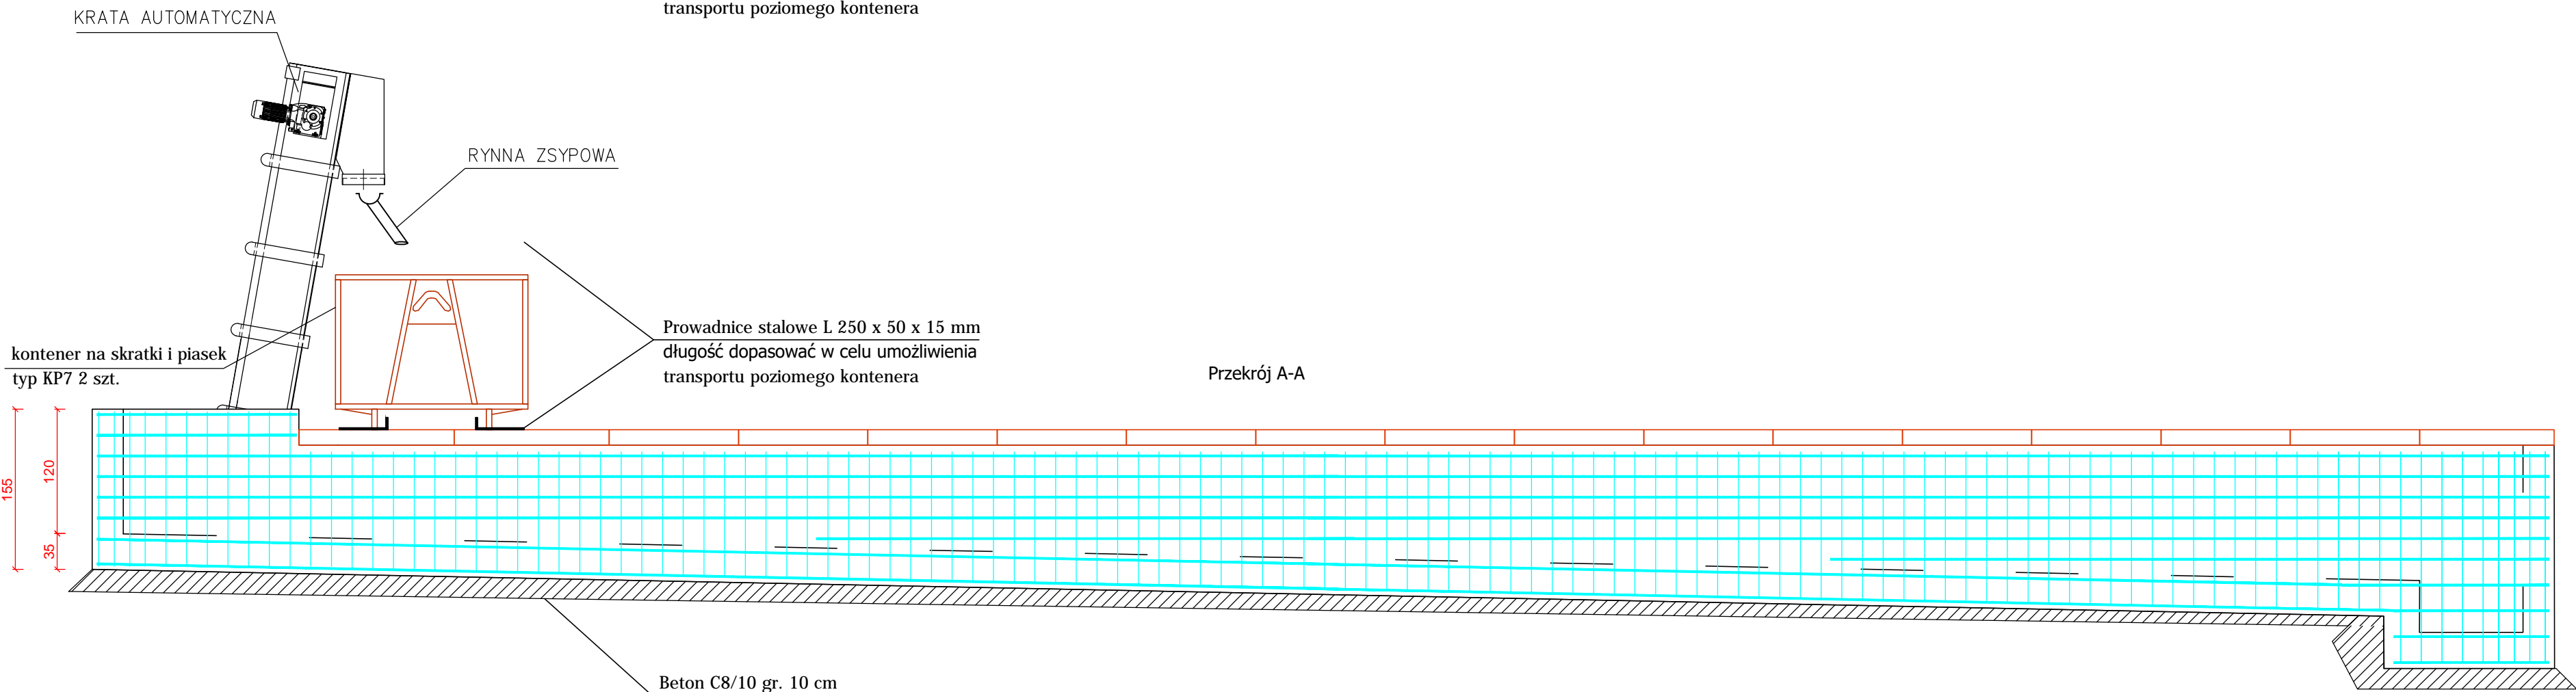 transportu poziomego kontenera
KRATA AUTOMATYCZNA
RYNNA ZSYPOWA
Prowadnice stalowe L 250 x 50 x 15 mm
długość dopasować w celu umożliwienia
transportu poziomego kontenera
kontener na skratki i piasek
typ KP7 2 szt.
Przekrój A-A
155
120
35
Beton C8/10 gr. 10 cm